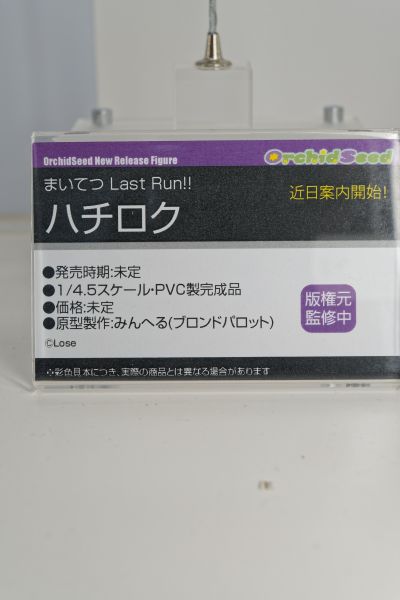 OrchidSeed New Release Figure
OrchidSeed
まいてつ Last Run!!
近日案内開始!
ハチロク
●発売時期:未定
●1/4.5スケール・PVC製完成品
●価格:未定
●原型製作:みんへる(ブロンドパロット)
版権元
監修中
©Lose
※彩色見本につき、実際の商品とは異なる場合があります